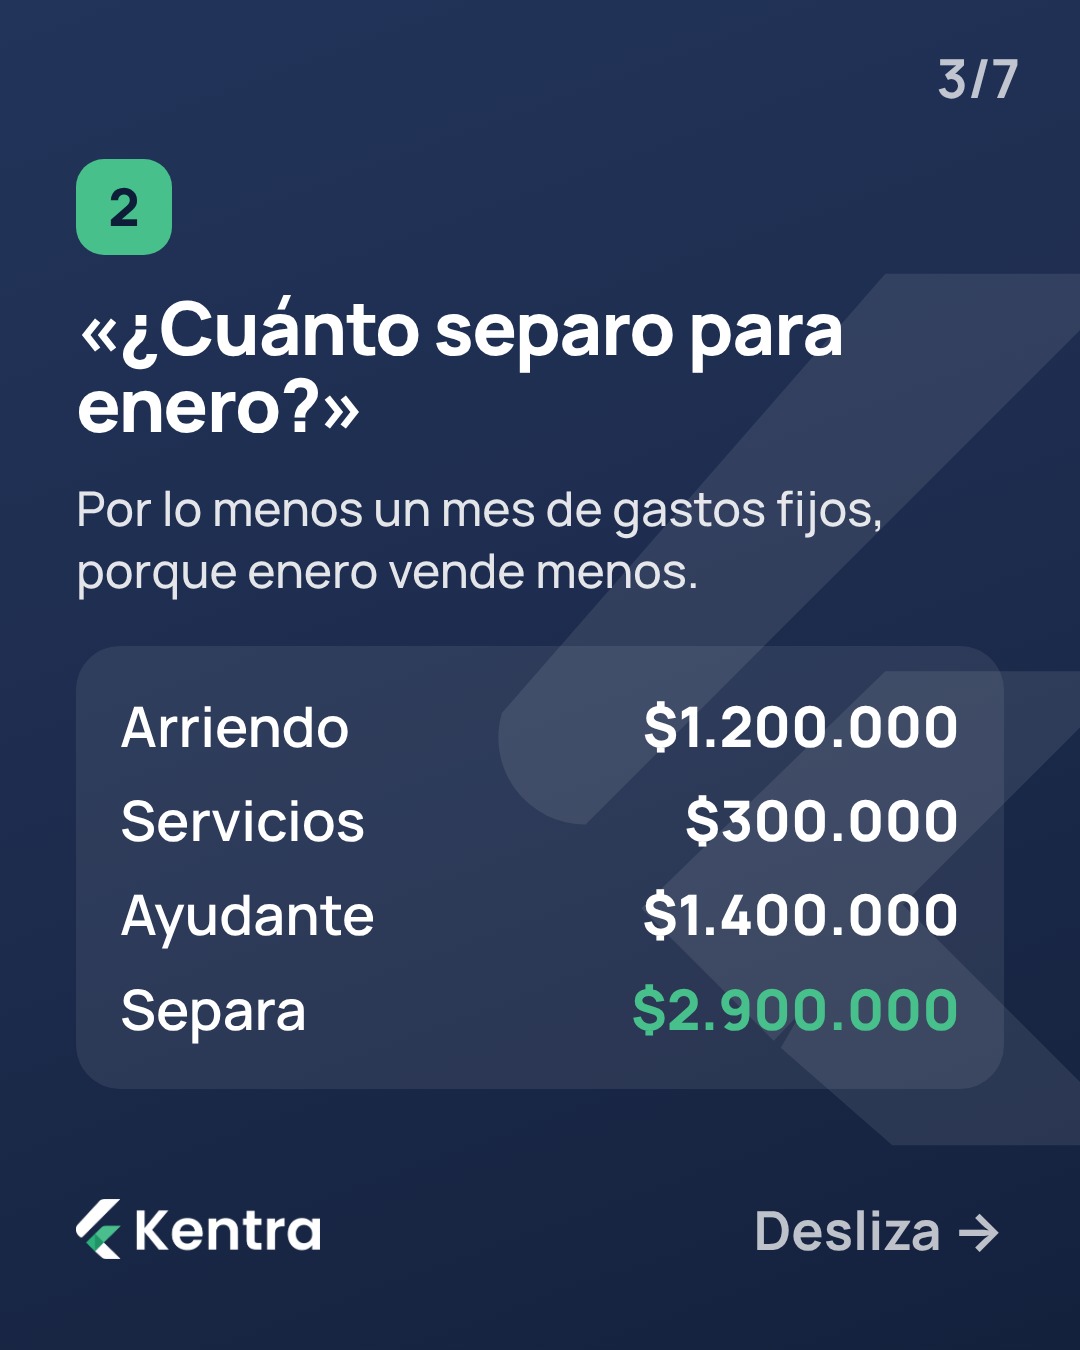 3/7
2
«¿Cuánto separo para
enero?»
Por lo menos un mes de gastos fijos,
porque enero vende menos.
Arriendo $1.200.000
Servicios $300.000
Ayudante $1.400.000
Separa $2.900.000
Kentra
Desliza →